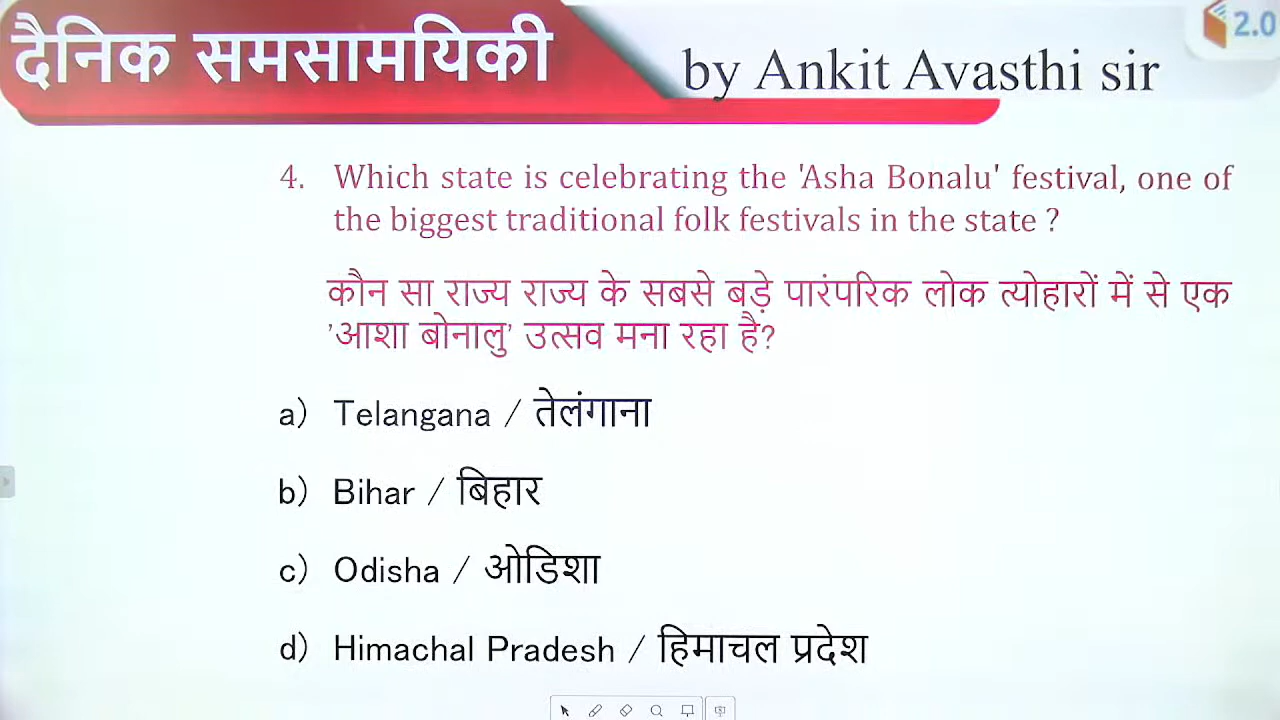 दैनिक समसामयिकी
by Ankit Avasthi sir
2.0
4. Which state is celebrating the 'Asha Bonalu' festival, one of
the biggest traditional folk festivals in the state ?
कौन सा राज्य राज्य के सबसे बड़े पारंपरिक लोक त्योहारों में से एक
'आशा बोनालु' उत्सव मना रहा है?
a) Telangana / तेलंगाना
b) Bihar / बिहार
c) Odisha / ओडिशा
d) Himachal Pradesh / हिमाचल प्रदेश